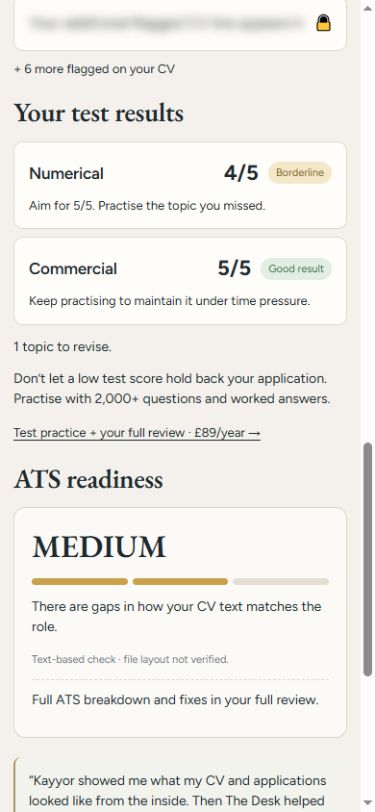 + 6 more flagged on your CV
Your test results
Numerical
4/5
Borderline
Aim for 5/5. Practise the topic you missed.
Commercial
5/5
Good result
Keep practising to maintain it under time pressure.
1 topic to revise.
Don't let a low test score hold back your application.
Practise with 2,000+ questions and worked answers.
Test practice + your full review · £89/year →
ATS readiness
MEDIUM
There are gaps in how your CV text matches the
role.
Text-based check · file layout not verified.
Full ATS breakdown and fixes in your full review.
“Kayyor showed me what my CV and applications
looked like from the inside. Then The Desk helped